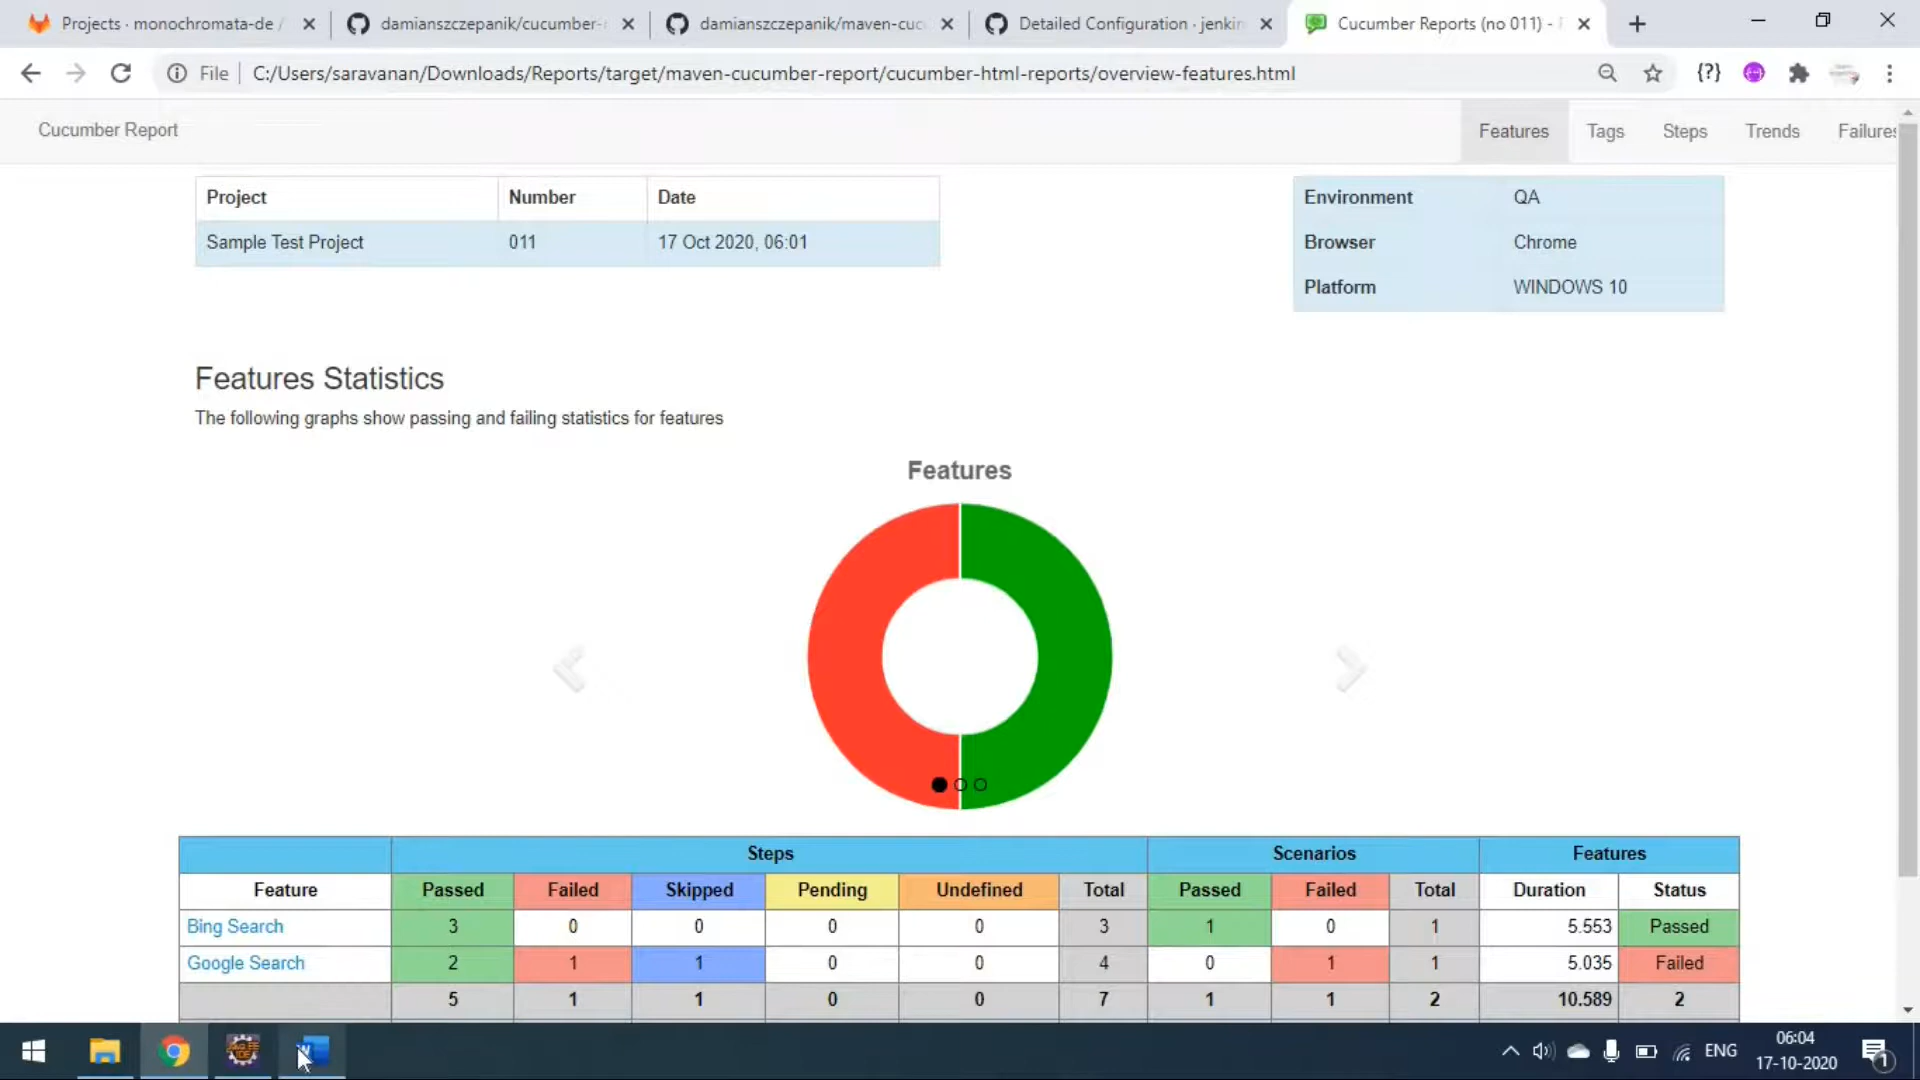 Projects · monochromata-de /
damianszczepanik/cucumber-r
damianszczepanik/maven-cuc
Detailed Configuration · jenkin
Cucumber Reports (no 011) -
File
C:/Users/saravanan/Downloads/Reports/target/maven-cucumber-report/cucumber-html-reports/overview-features.html
{?}
Cucumber Report
Features Tags Steps Trends Failures
Project Number Date
Sample Test Project 011 17 Oct 2020, 06:01
Environment QA
Browser Chrome
Platform WINDOWS 10
Features Statistics
The following graphs show passing and failing statistics for features
Features
Steps Scenarios Features
Feature Passed Failed Skipped Pending Undefined Total Passed Failed Total Duration Status
Bing Search 3 0 0 0 0 3 1 0 1 5.553 Passed
Google Search 2 1 1 0 0 4 0 1 1 5.035 Failed
5 1 1 0 0 7 1 1 2 10.589 2
ENG
06:04
17-10-2020
1